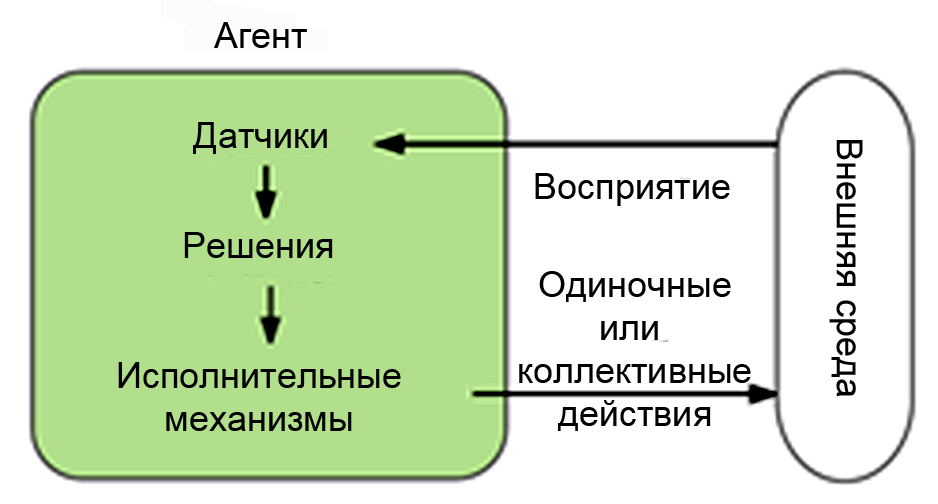 Агент
Датчики
Восприятие
Решения
Одиночные
или
коллективные
действия
Исполнительные
механизмы
Внешняя среда